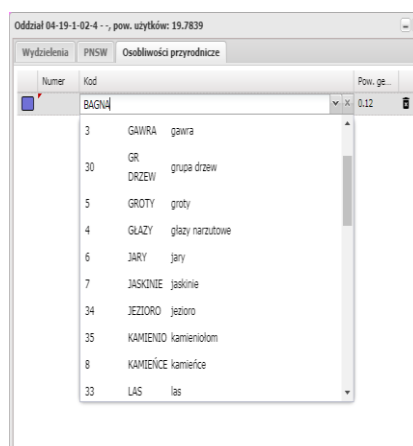 Oddział 04-19-1-02-4 - -, pow. użytków: 19.7839
Wydzielenia PNSW Osobliwości przyrodnicze
Numer Kod Pow. ge...
BAGNA 0.12
3 GAWRA gawra
30 GR DRZEW grupa drzew
5 GROTY groty
4 GŁAZY głazy narzutowe
6 JARY jary
7 JASKINIE jaskinie
34 JEZIORO jezioro
35 KAMIENIO kamieniołom
8 KAMIEŃCE kamieńce
33 LAS las